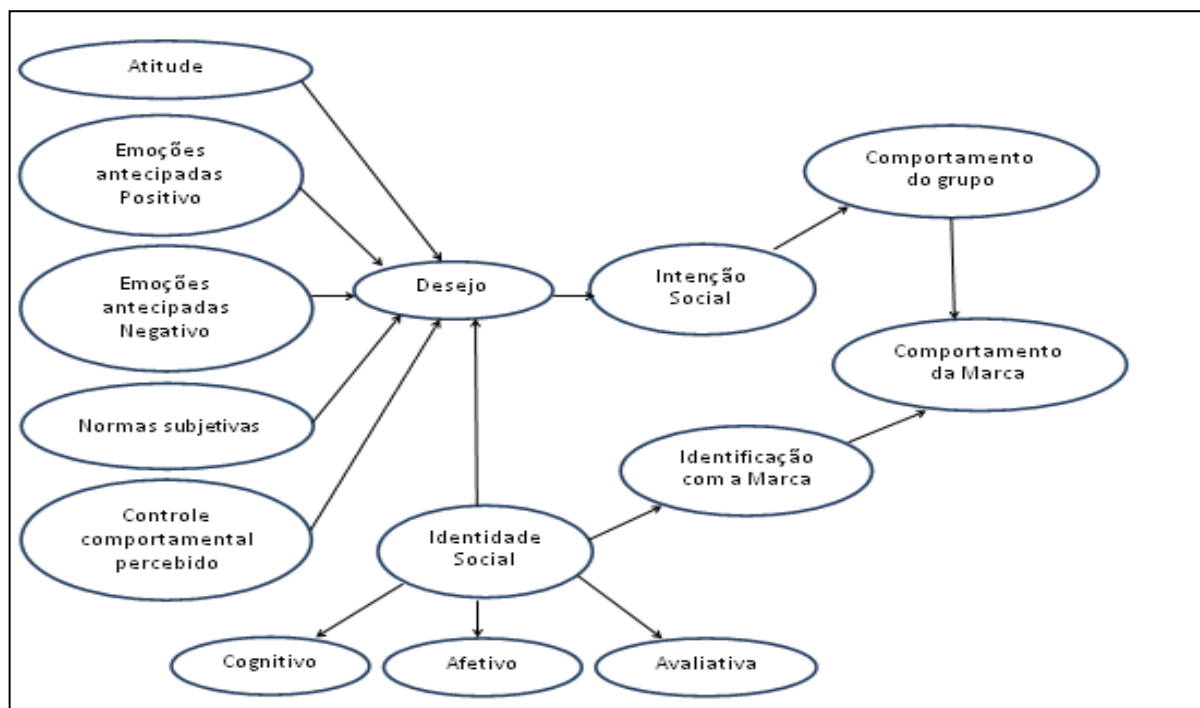 Atitude
Emoções
antecipadas
Positivo
Emoções
antecipadas
Negativo
Normas subjetivas
Controle
comportamental
percebido
Desejo
Intenção
Social
Comportamento
do grupo
Comportamento
da Marca
Identificação
com a Marca
Identidade
Social
Cognitivo
Afetivo
Avaliativa